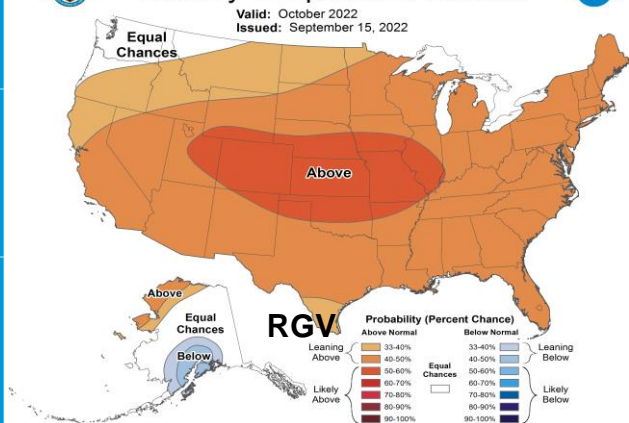 Valid: October 2022
Issued: September 15, 2022
Equal
Chances
Above
Above
Equal
Chances
Below
RGV
Probability (Percent Chance)
Above Normal
Below Normal
Leaning
Above
33-40%
40-50%
50-60%
Likely
Above
60-70%
70-80%
80-90%
90-100%
Equal
Chances
33-40%
40-50%
50-60%
Leaning
Below
60-70%
70-80%
80-90%
90-100%
Likely
Below